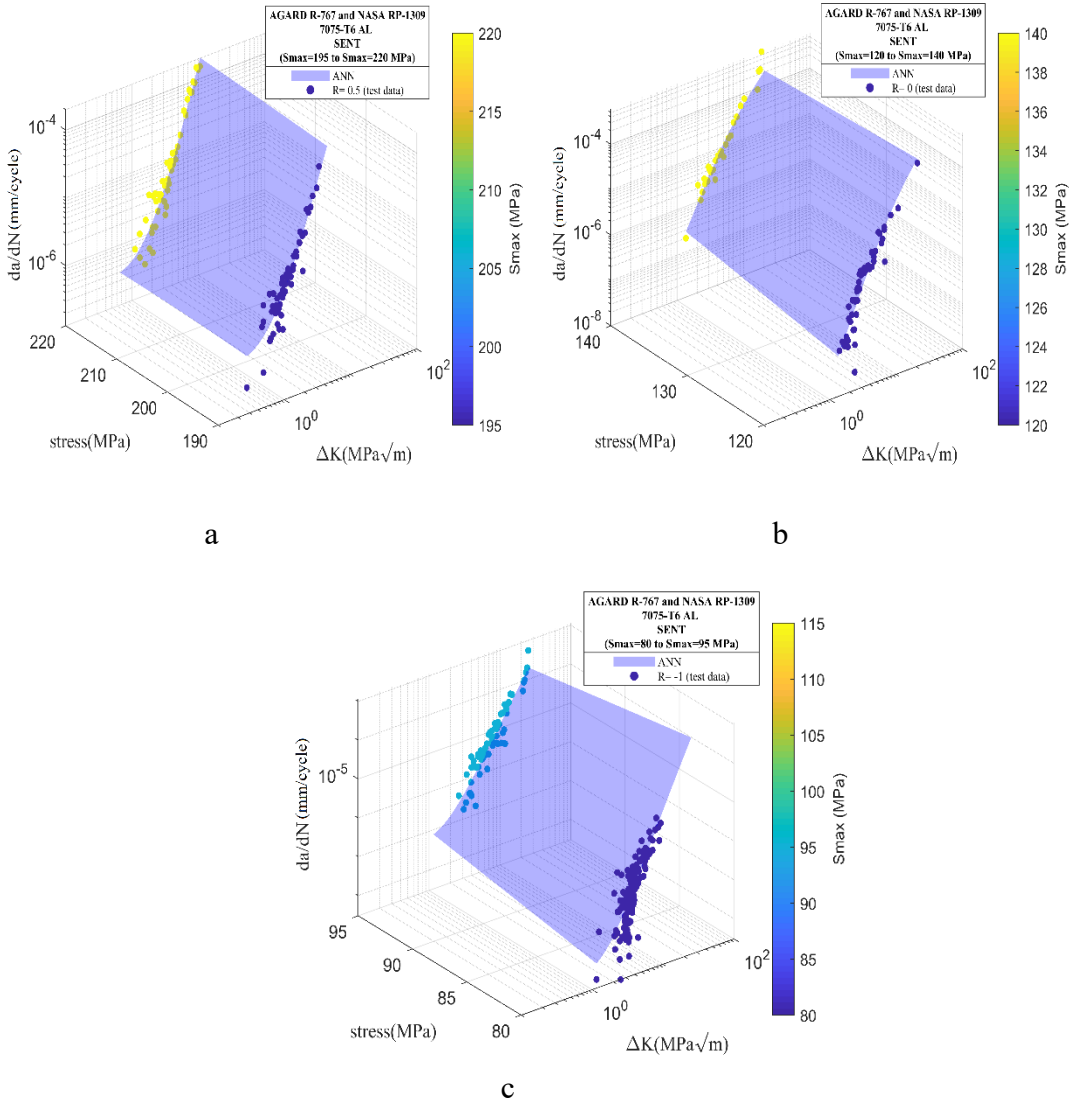 AGARD R-767 and NASA RP-1309
7075-T6 AL
SENT
(Smax=195 to Smax=220 MPa)
ANN
R= 0.5 (test data)
10^-4
10^-6
da/dN (mm/cycle)
220
210
200
190
stress(MPa)
10^0
10^2
ΔK(MPa√m)
220
215
210
205
200
195
Smax (MPa)
a
AGARD R-767 and NASA RP-1309
7075-T6 AL
SENT
(Smax=120 to Smax=140 MPa)
ANN
R= 0 (test data)
10^-4
10^-6
10^-8
da/dN (mm/cycle)
140
130
120
stress(MPa)
10^0
10^2
ΔK(MPa√m)
140
138
136
134
132
130
128
126
124
122
120
Smax (MPa)
b
AGARD R-767 and NASA RP-1309
7075-T6 AL
SENT
(Smax=80 to Smax=95 MPa)
ANN
R= -1 (test data)
10^-5
da/dN (mm/cycle)
95
90
85
80
stress(MPa)
10^0
10^2
ΔK(MPa√m)
115
110
105
100
95
90
85
80
Smax (MPa)
c